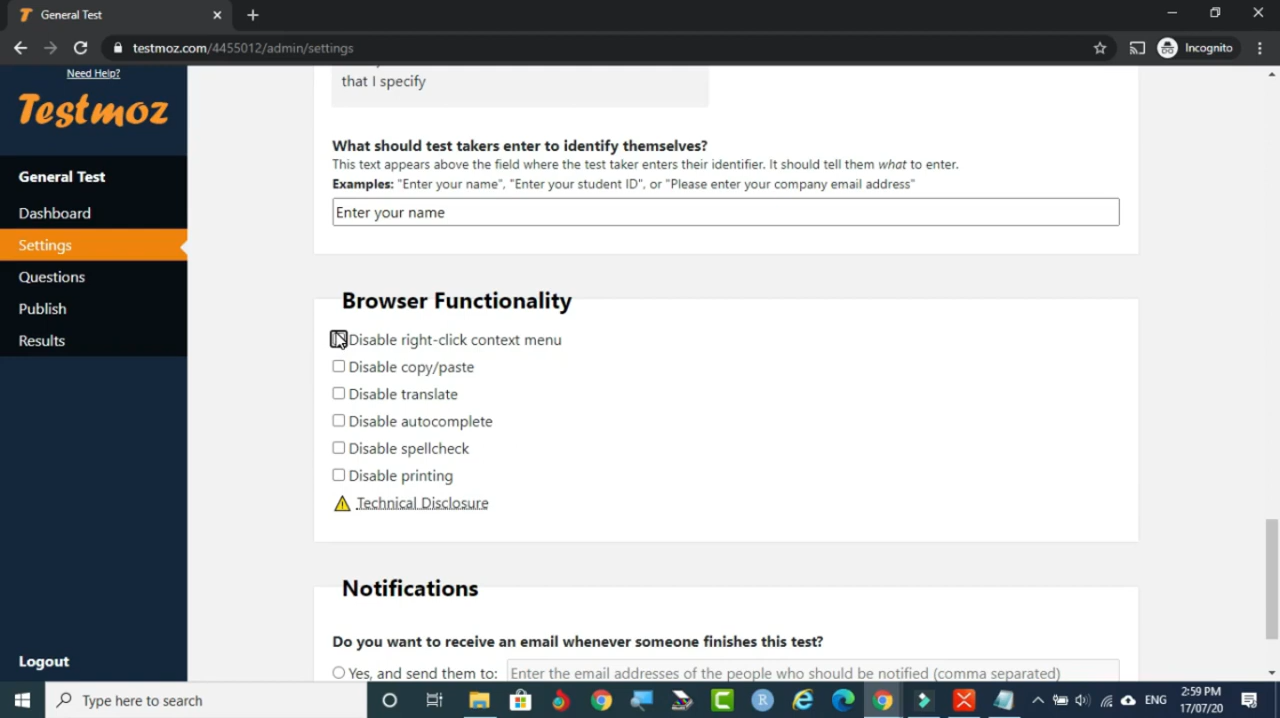 General Test
testmoz.com/4455012/admin/settings
Incognito
Need Help?
Testmoz
General Test
Dashboard
Settings
Questions
Publish
Results
Logout
that I specify
What should test takers enter to identify themselves?
This text appears above the field where the test taker enters their identifier. It should tell them what to enter.
Examples: "Enter your name", "Enter your student ID", or "Please enter your company email address"
Enter your name
Browser Functionality
Disable right-click context menu
Disable copy/paste
Disable translate
Disable autocomplete
Disable spellcheck
Disable printing
Technical Disclosure
Notifications
Do you want to receive an email whenever someone finishes this test?
Yes, and send them to: Enter the email addresses of the people who should be notified (comma separated)
Type here to search
ENG
2:59 PM
17/07/20